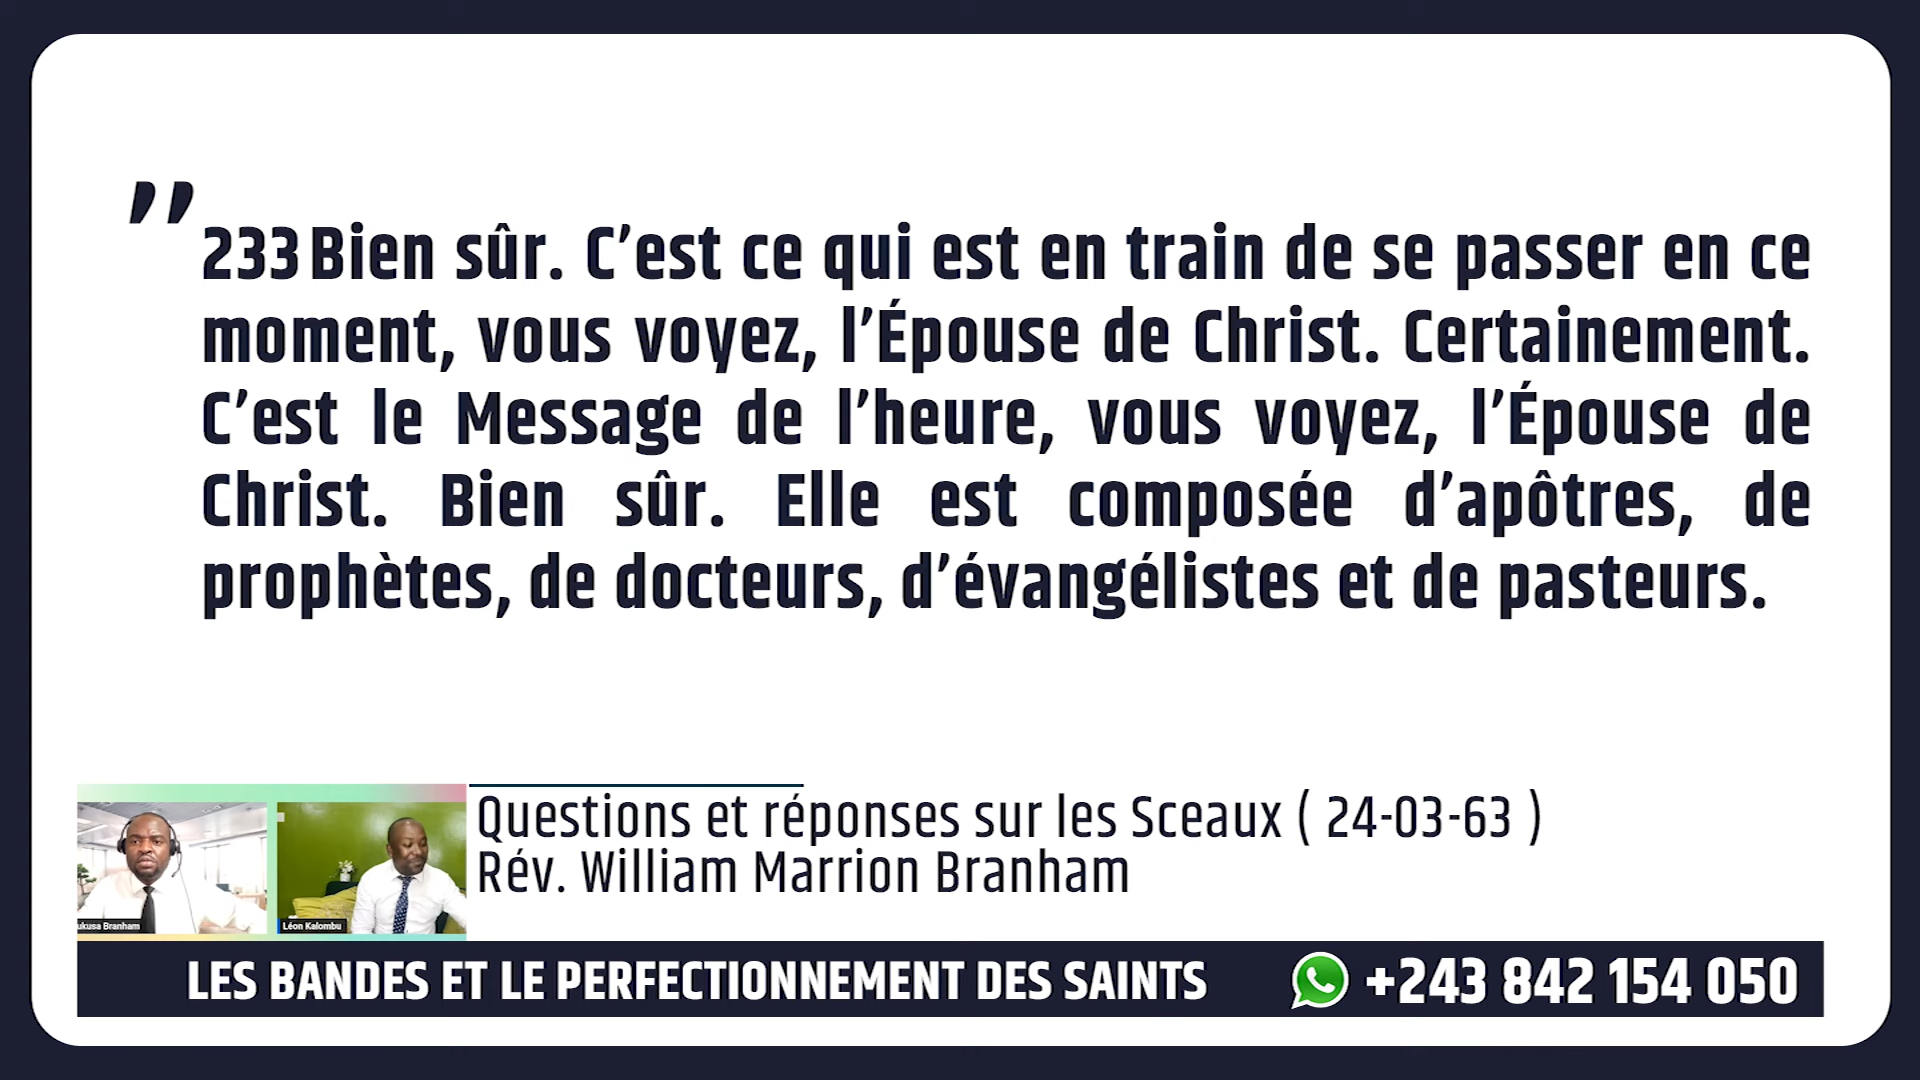 ”
233 Bien sûr. C’est ce qui est en train de se passer en ce
moment, vous voyez, l’Épouse de Christ. Certainement.
C’est le Message de l’heure, vous voyez, l’Épouse de
Christ. Bien sûr. Elle est composée d’apôtres, de
prophètes, de docteurs, d’évangélistes et de pasteurs.
Questions et réponses sur les Sceaux ( 24-03-63 )
Rév. William Marrion Branham
ukusa Branham
Léon Kalombu
LES BANDES ET LE PERFECTIONNEMENT DES SAINTS
+243 842 154 050